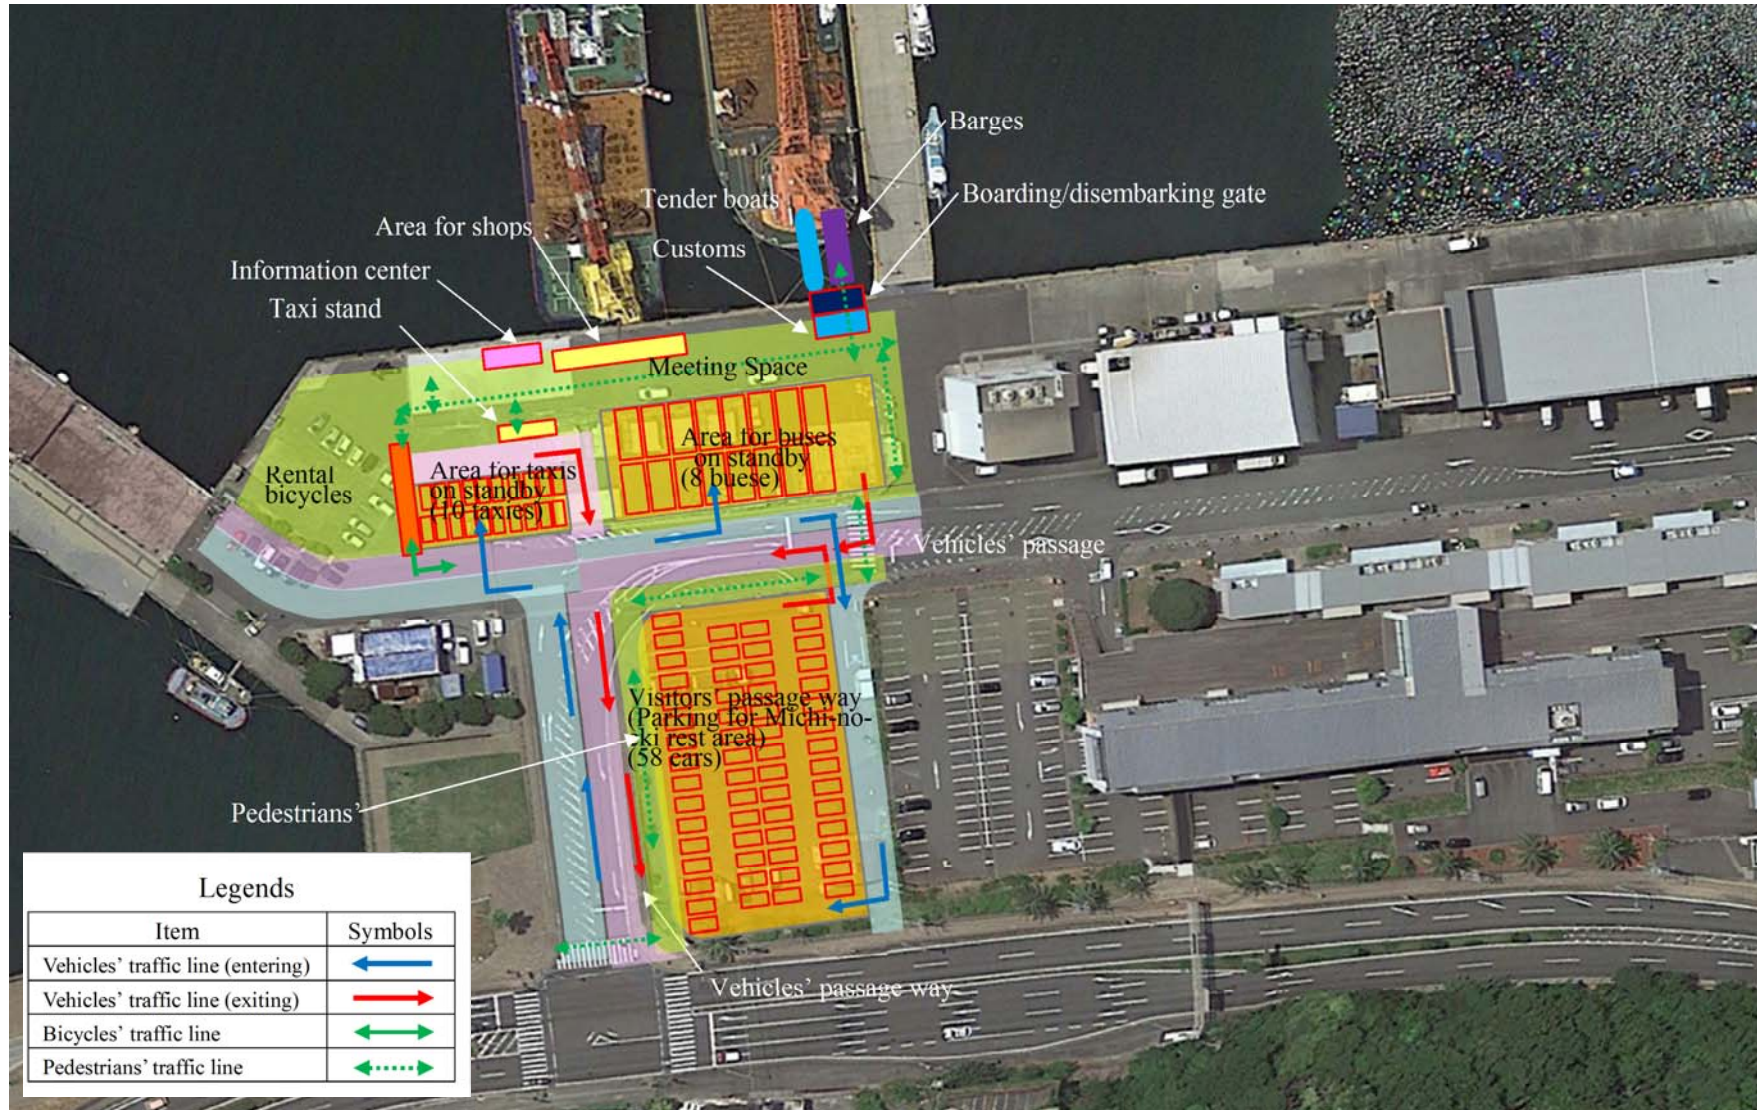 Barges
Tender boats
Boarding/disembarking gate
Area for shops
Customs
Information center
Taxi stand
Meeting Space
Area for buses
on standby
(8 buese)
Rental
bicycles
Area for taxis
on standby
(10 taxies)
Vehicles' passage
Visitors' passage way
(Parking for Michi-no-
eki rest area)
(58 cars)
Pedestrians'
Vehicles' passage way
Legends
Item Symbols
Vehicles' traffic line (entering)
Vehicles' traffic line (exiting)
Bicycles' traffic line
Pedestrians' traffic line